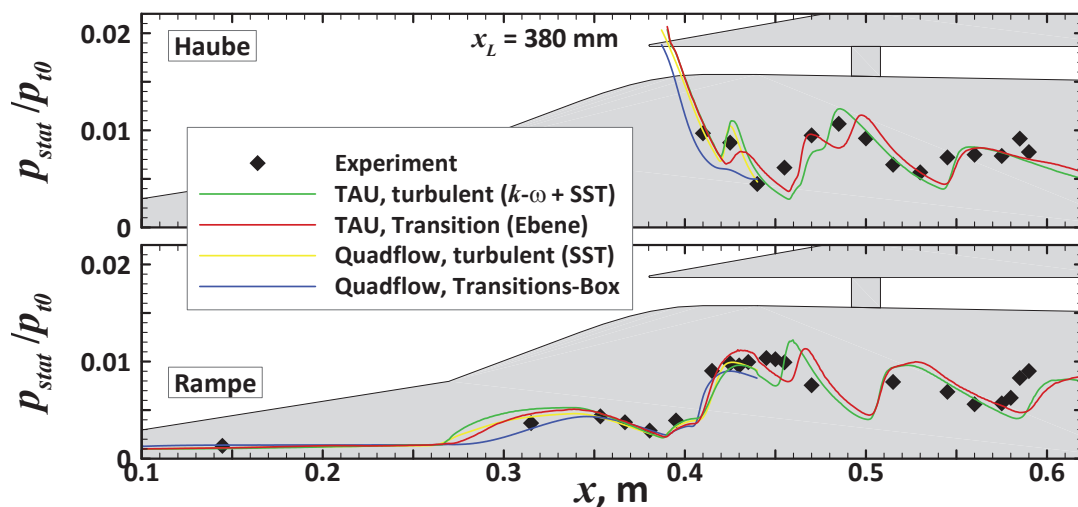 0.02
Haube
x_L = 380 mm
p_stat / p_t0
0.01
0
Experiment
TAU, turbulent (k-ω + SST)
TAU, Transition (Ebene)
Quadflow, turbulent (SST)
Quadflow, Transitions-Box
0.02
p_stat / p_t0
0.01
Rampe
0
0.1 0.2 0.3 0.4 0.5 0.6
x, m